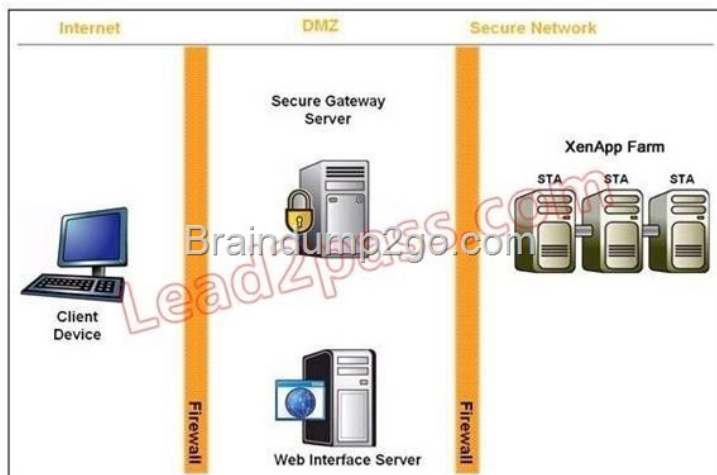 Internet
DMZ
Secure Network
Secure Gateway
Server
XenApp Farm
STA
STA
STA
Braindump2go.com
Lead2pass.com
Client
Device
Firewall
Firewall
Web Interface Server